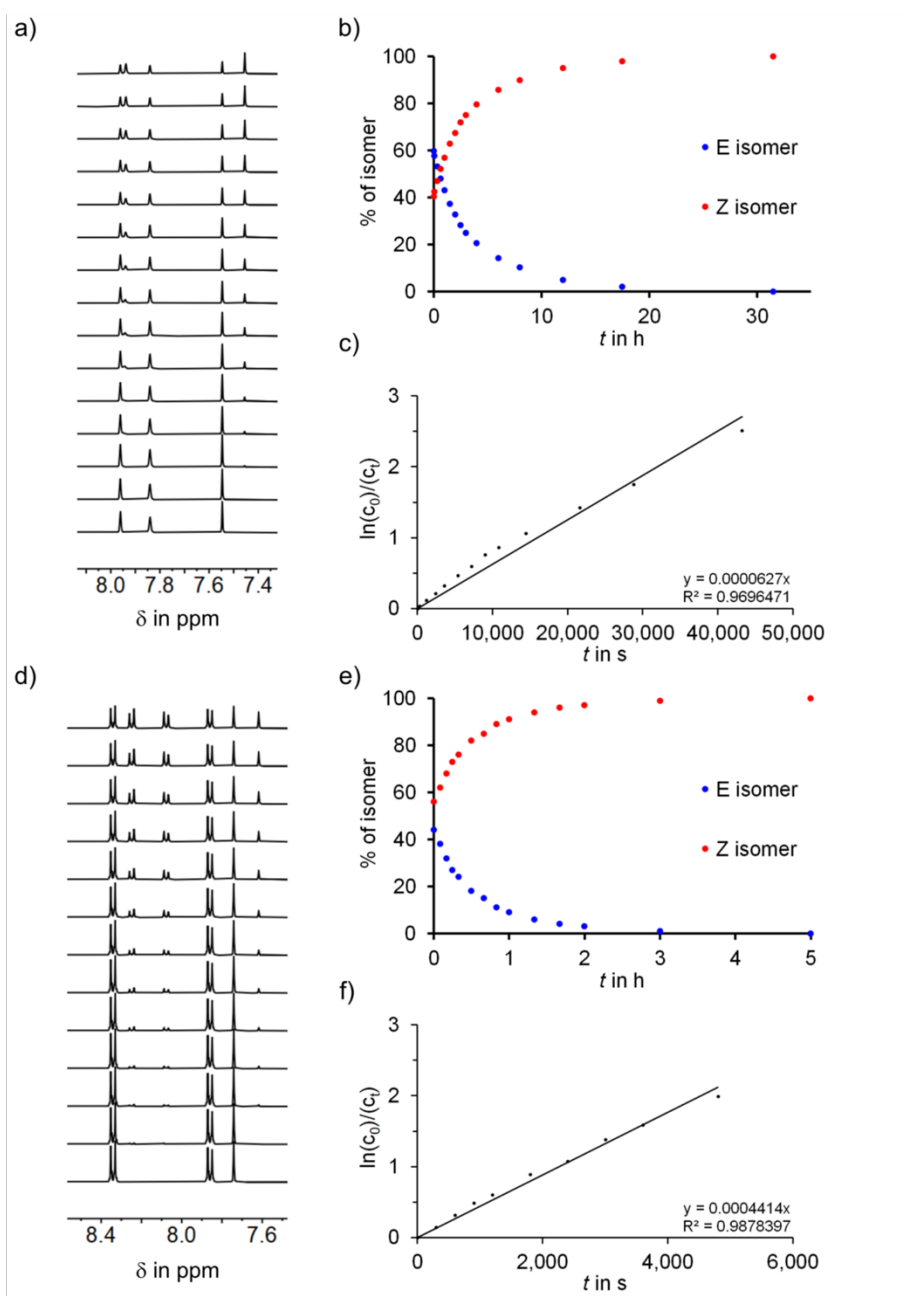 a)
8.0 7.8 7.6 7.4
δ in ppm
b)
100
80
60
40
20
0
% of isomer
E isomer
Z isomer
0 10 20 30
t in h
c)
3
2
1
0
ln(c0)/(ct)
y = 0.0000627x
R² = 0.9696471
0 10,000 20,000 30,000 40,000 50,000
t in s
d)
8.4 8.0 7.6
δ in ppm
e)
100
80
60
40
20
0
% of isomer
E isomer
Z isomer
0 1 2 3 4 5
t in h
f)
3
2
1
0
ln(c0)/(ct)
y = 0.0004414x
R² = 0.9878397
0 2,000 4,000 6,000
t in s